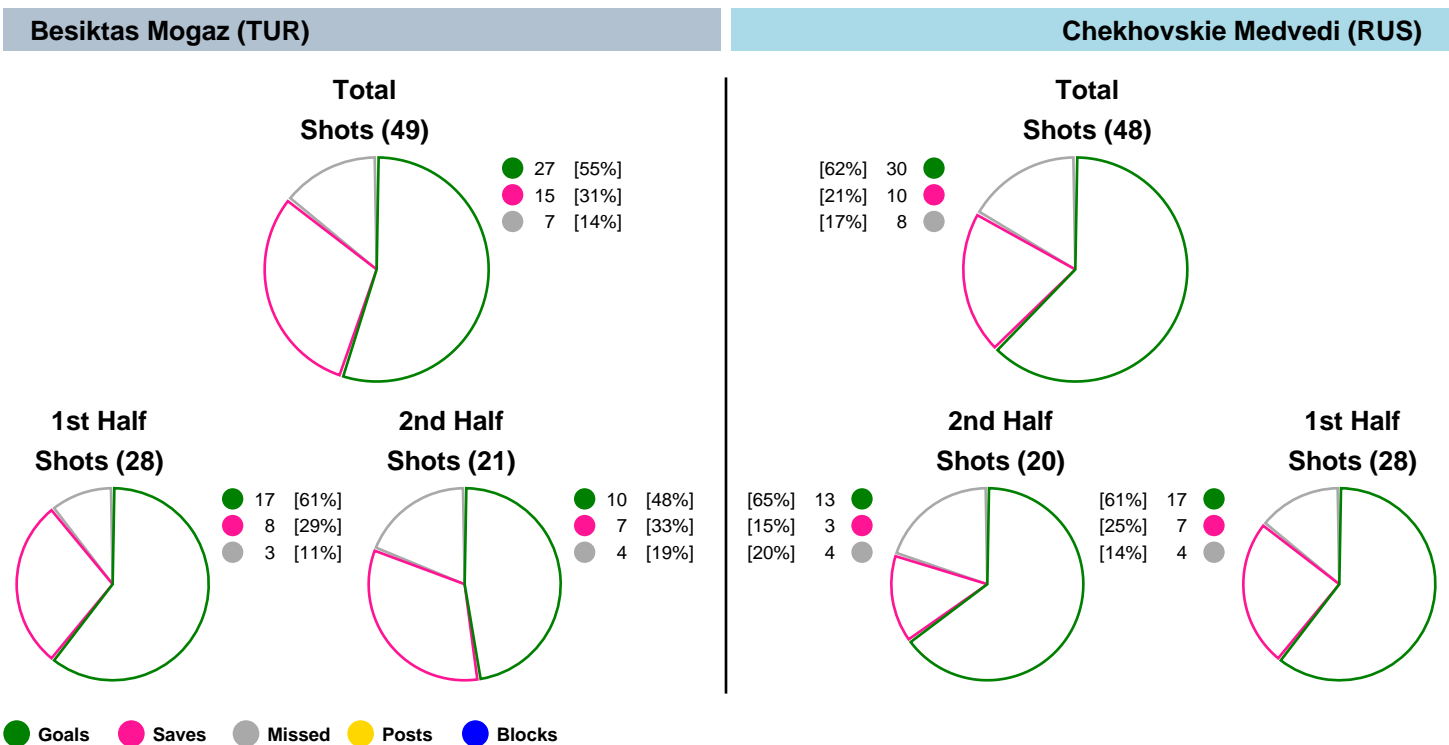 Besiktas Mogaz (TUR)
Chekhovskie Medvedi (RUS)
Total
Shots (49)
27 [55%]
15 [31%]
7 [14%]
Total
Shots (48)
[62%] 30
[21%] 10
[17%] 8
1st Half
Shots (28)
17 [61%]
8 [29%]
3 [11%]
2nd Half
Shots (21)
10 [48%]
7 [33%]
4 [19%]
2nd Half
Shots (20)
[65%] 13
[15%] 3
[20%] 4
1st Half
Shots (28)
[61%] 17
[25%] 7
[14%] 4
Goals Saves Missed Posts Blocks